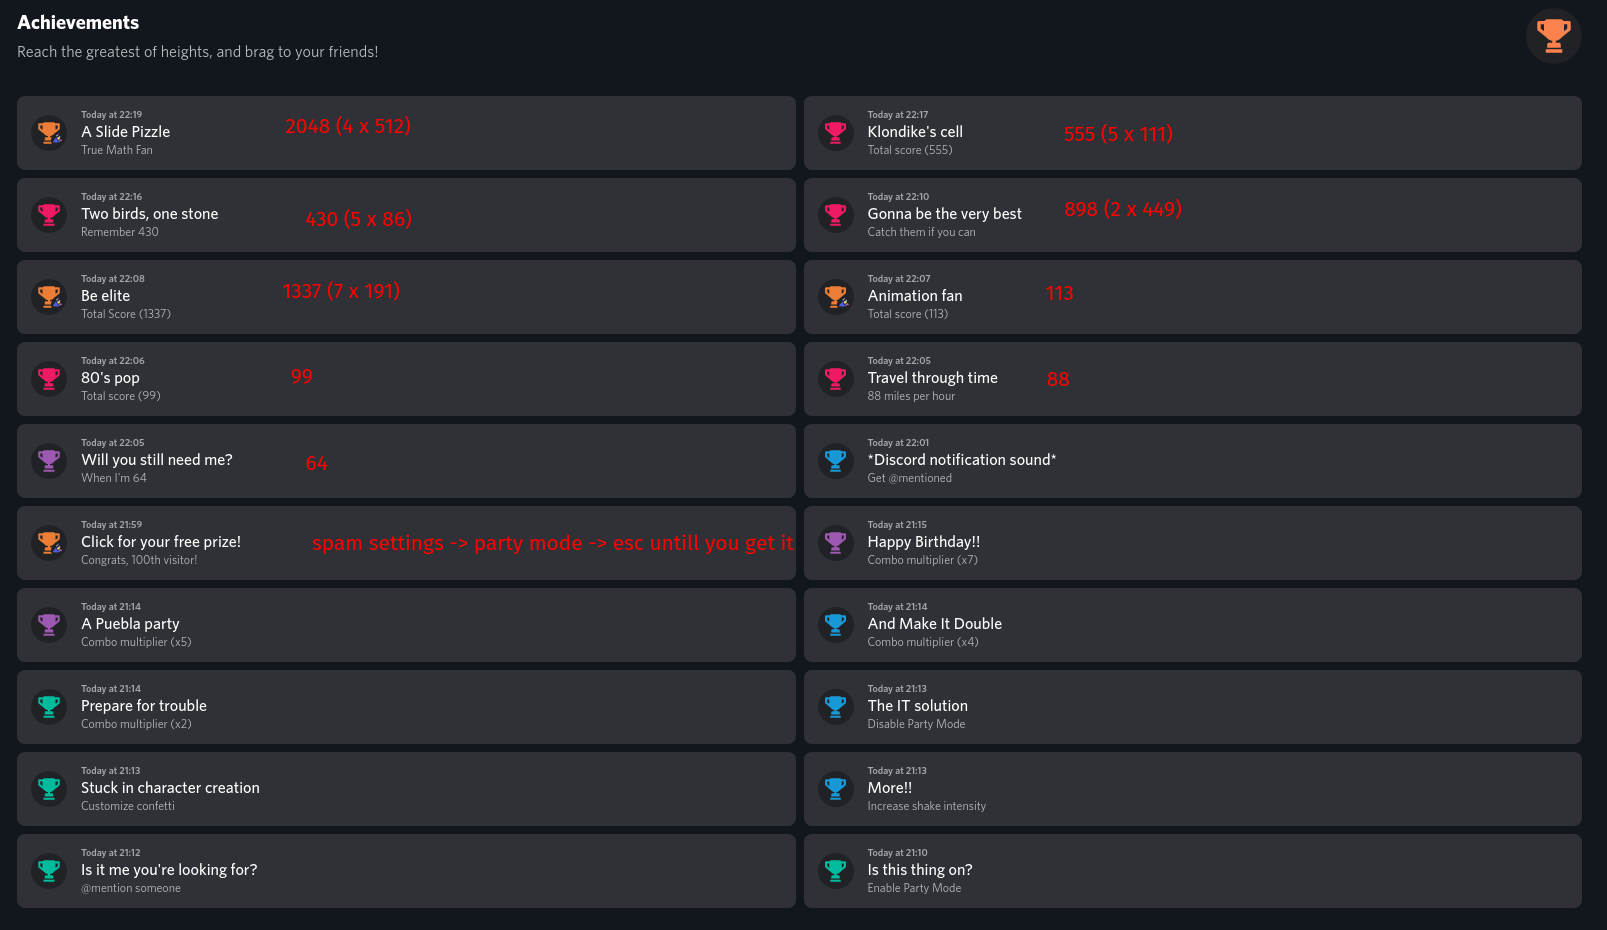 Achievements
Reach the greatest of heights, and brag to your friends!
Today at 22:19
A Slide Pizzle
True Math Fan
2048 (4 x 512)
Today at 22:17
Klondike's cell
Total score (555)
555 (5 x 111)
Today at 22:16
Two birds, one stone
Remember 430
430 (5 x 86)
Today at 22:10
Gonna be the very best
Catch them if you can
898 (2 x 449)
Today at 22:08
Be elite
Total Score (1337)
1337 (7 x 191)
Today at 22:07
Animation fan
Total score (113)
113
Today at 22:06
80's pop
Total score (99)
99
Today at 22:05
Travel through time
88 miles per hour
88
Today at 22:05
Will you still need me?
When I'm 64
64
Today at 22:01
*Discord notification sound*
Get @mentioned
Today at 21:59
Click for your free prize!
Congrats, 100th visitor!
spam settings -> party mode -> esc untill you get it
Today at 21:15
Happy Birthday!!
Combo multiplier (x7)
Today at 21:14
A Puebla party
Combo multiplier (x5)
Today at 21:14
And Make It Double
Combo multiplier (x4)
Today at 21:14
Prepare for trouble
Combo multiplier (x2)
Today at 21:13
The IT solution
Disable Party Mode
Today at 21:13
Stuck in character creation
Customize confetti
Today at 21:13
More!!
Increase shake intensity
Today at 21:12
Is it me you're looking for?
@mention someone
Today at 21:10
Is this thing on?
Enable Party Mode